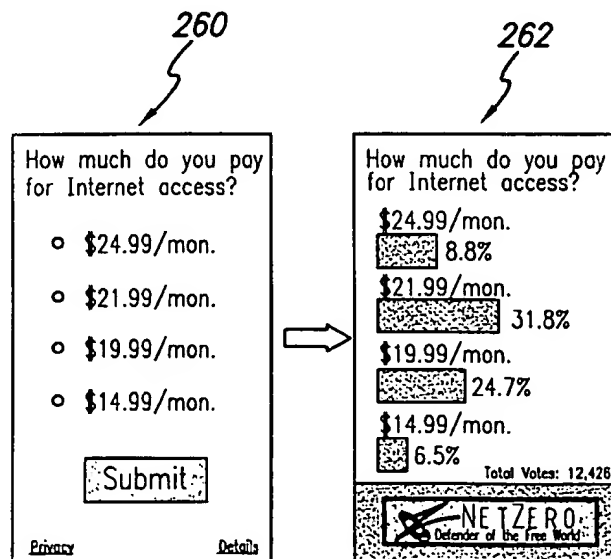 260
262
How much do you pay
for Internet access?
$24.99/mon.
$21.99/mon.
$19.99/mon.
$14.99/mon.
Submit
Privacy
Details
How much do you pay
for Internet access?
$24.99/mon.
8.8%
$21.99/mon.
31.8%
$19.99/mon.
24.7%
$14.99/mon.
6.5%
Total Votes: 12,426
NETZERO
Defender of the Free World